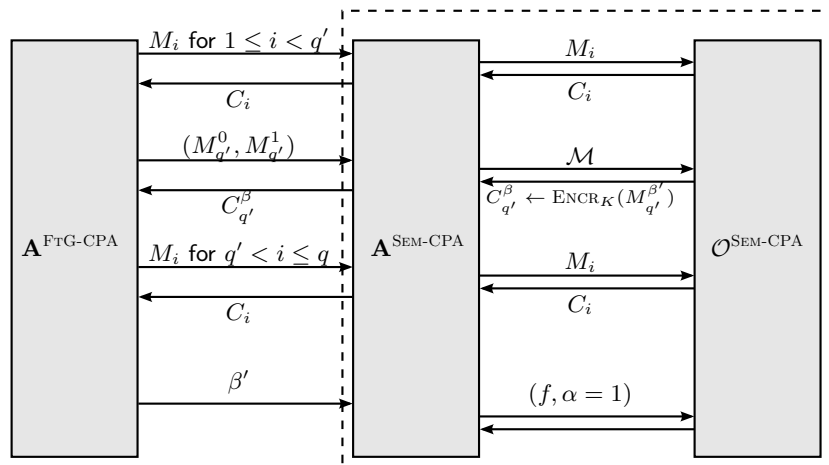 M_i for 1 ≤ i < q′
M_i
C_i
C_i
(M^0_{q′}, M^1_{q′})
𝓜
C^β_{q′}
C^β_{q′} ← ENCR_K(M^{β′}_{q′})
A^{FTG-CPA}
M_i for q′ < i ≤ q
A^{SEM-CPA}
M_i
𝒪^{SEM-CPA}
C_i
C_i
β′
(f, α = 1)